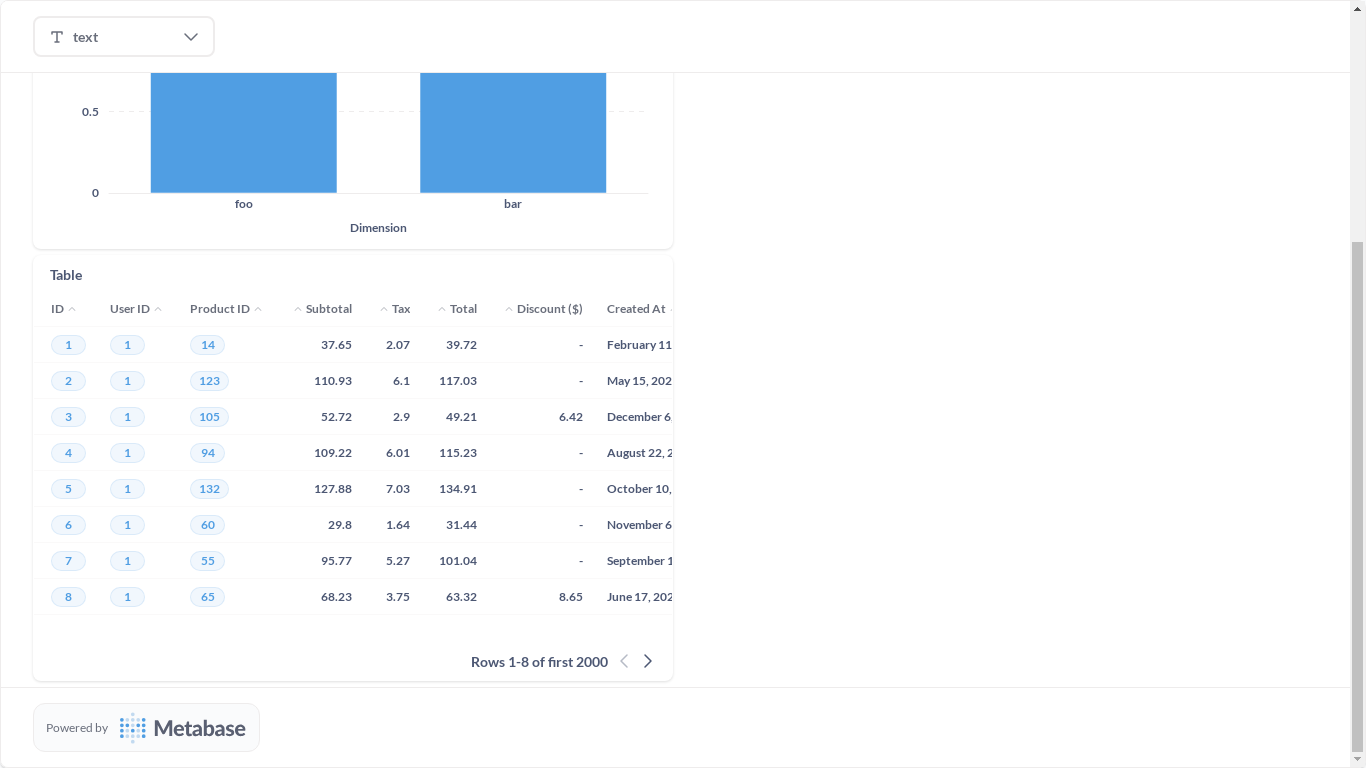 text
0.5
0
foo bar
Dimension
Table
ID User ID Product ID Subtotal Tax Total Discount ($) Created At
1 1 14 37.65 2.07 39.72 - February 11
2 1 123 110.93 6.1 117.03 - May 15, 202
3 1 105 52.72 2.9 49.21 6.42 December 6,
4 1 94 109.22 6.01 115.23 - August 22, 2
5 1 132 127.88 7.03 134.91 - October 10,
6 1 60 29.8 1.64 31.44 - November 6
7 1 55 95.77 5.27 101.04 - September 1
8 1 65 68.23 3.75 63.32 8.65 June 17, 202
Rows 1-8 of first 2000
Powered by Metabase